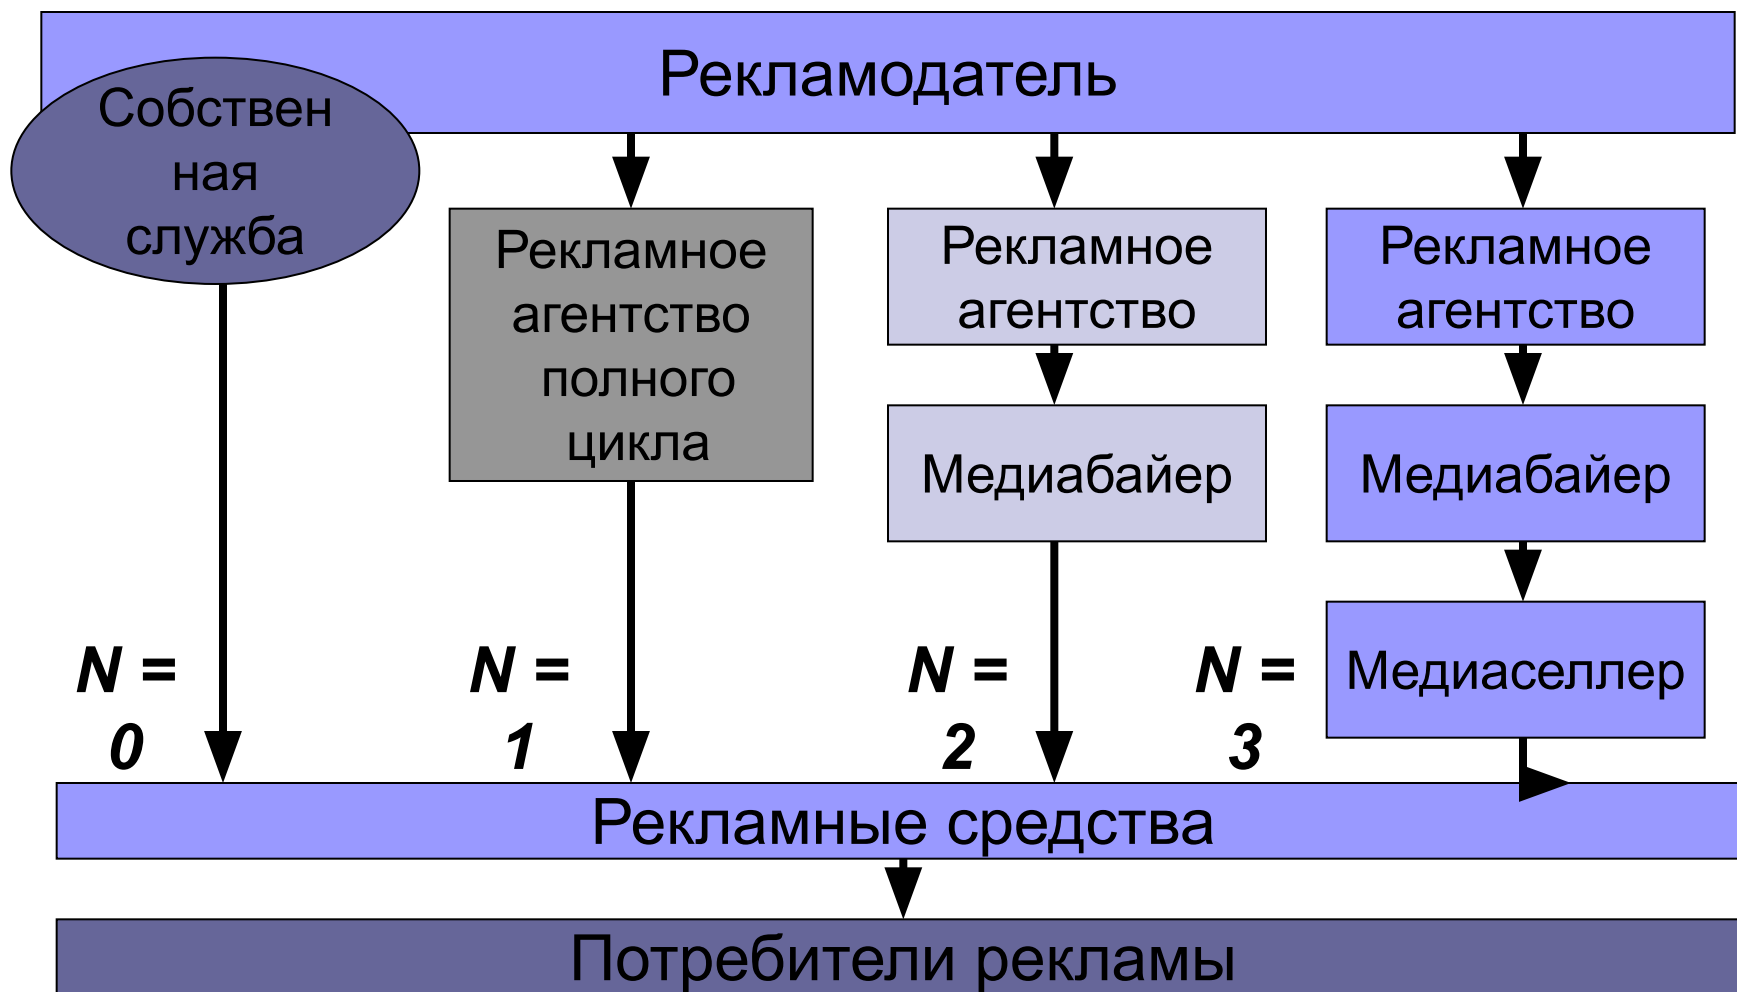 Рекламодатель
Собствен
ная
служба
Рекламное
агентство
полного
цикла
Рекламное
агентство
Рекламное
агентство
Медиабайер
Медиабайер
Медиаселлер
N =
0
N =
1
N =
2
N =
3
Рекламные средства
Потребители рекламы